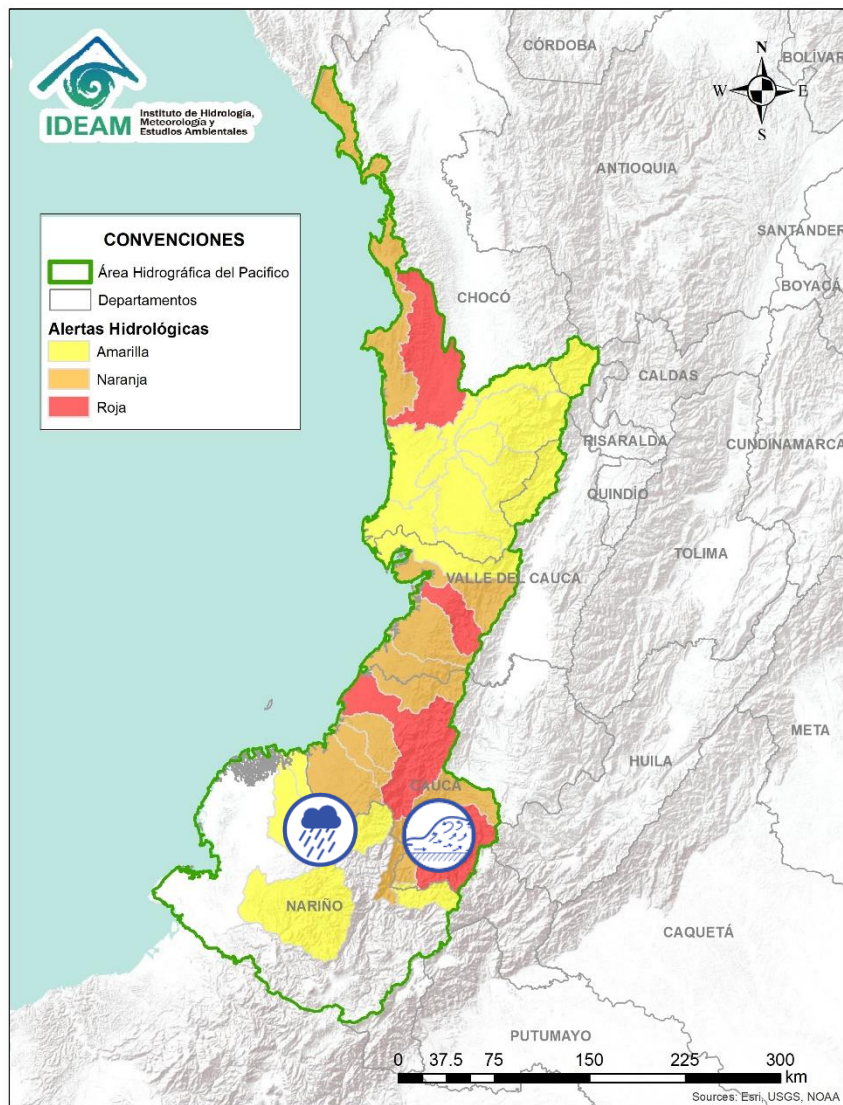 IDEAM
Instituto de Hidrología,
Meteorología y
Estudios Ambientales
CONVENCIONES
Área Hidrográfica del Pacifico
Departamentos
Alertas Hidrológicas
Amarilla
Naranja
Roja
N
W
E
S
CÓRDOBA
BOLÍVAR
ANTIOQUIA
SANTANDER
BOYACÁ
CHOCÓ
CALDAS
RISARALDA
CUNDINAMARCA
QUINDÍO
TOLIMA
VALLE DEL CAUCA
META
HUILA
CAUCA
NARIÑO
CAQUETÁ
PUTUMAYO
0 37.5 75 150 225 300
km
Sources: Esri, USGS, NOAA